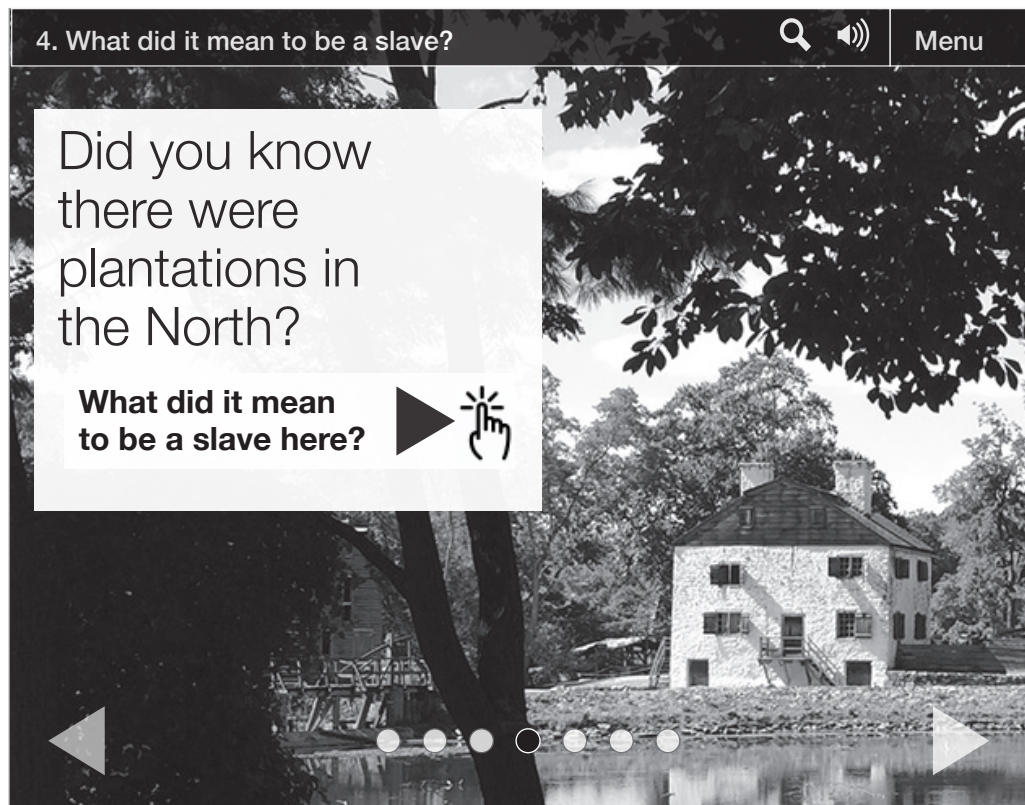 4. What did it mean to be a slave?
Menu
Did you know
there were
plantations in
the North?
What did it mean
to be a slave here?